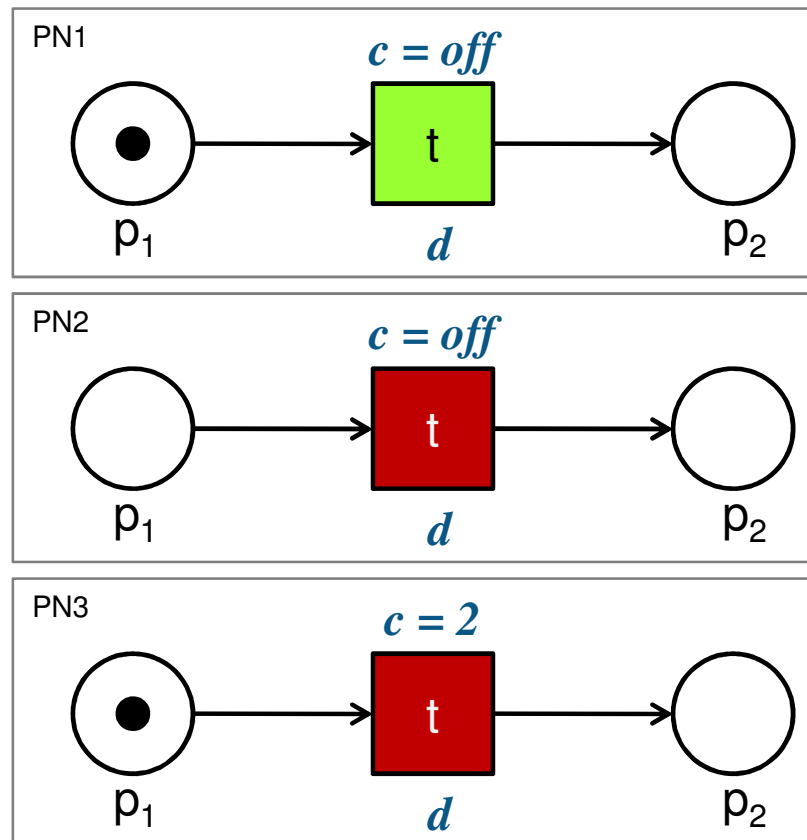 PN1
c = off
t
p₁
d
p₂
PN2
c = off
t
p₁
d
p₂
PN3
c = 2
t
p₁
d
p₂